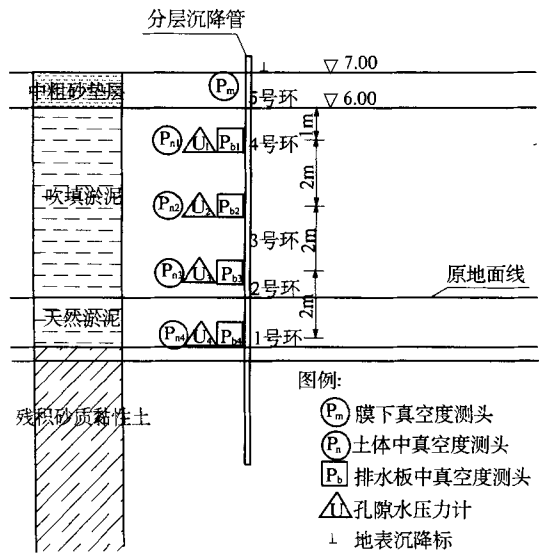 分层沉降管
7.00
中粗砂垫层
Pm
5号环
6.00
1m
Pn1 U1 Pb1 4号环
2m
吹填淤泥
Pn2 U2 Pb2
3号环
2m
Pn3 U3 Pb3
2号环
原地面线
2m
天然淤泥
Pn4 U4 Pb4 1号环
图例:
残积砂质黏性土
Pm 膜下真空度测头
Pn 土体中真空度测头
Pb 排水板中真空度测头
U 孔隙水压力计
地表沉降标